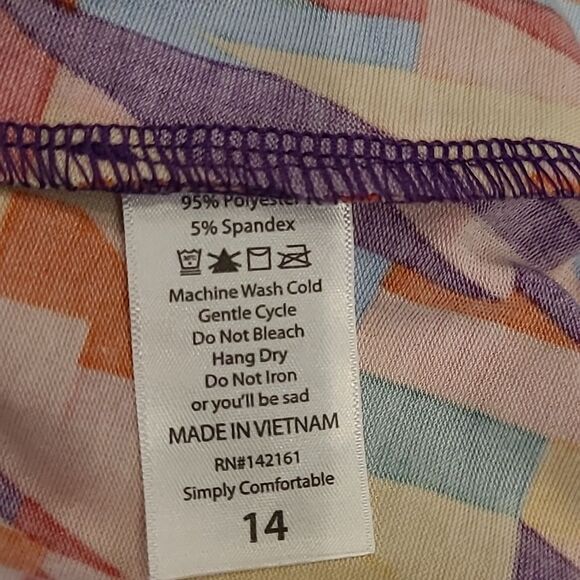 95% Polyester
5% Spandex
30°C
Machine Wash Cold
Gentle Cycle
Do Not Bleach
Hang Dry
Do Not Iron
or you'll be sad
MADE IN VIETNAM
RN#142161
Simply Comfortable
14